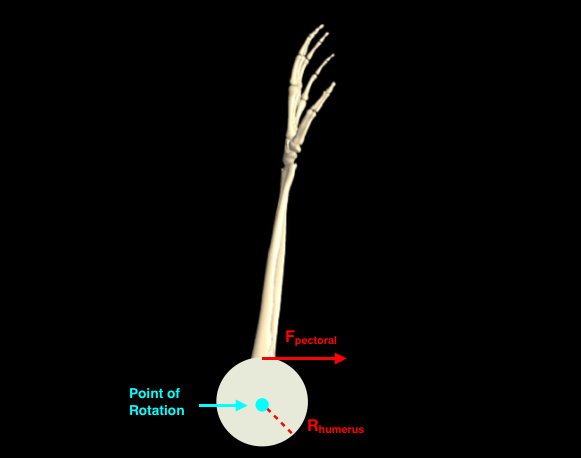 Fpectoral
Point of
Rotation
Rhumerus